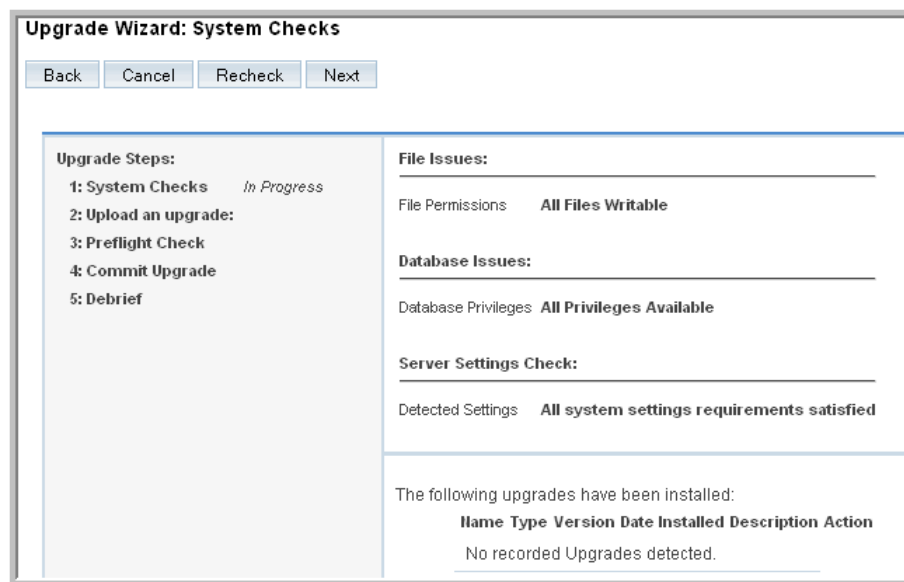 Upgrade Wizard: System Checks
Back Cancel Recheck Next
Upgrade Steps:
1: System Checks In Progress
2: Upload an upgrade:
3: Preflight Check
4: Commit Upgrade
5: Debrief
File Issues:
File Permissions All Files Writable
Database Issues:
Database Privileges All Privileges Available
Server Settings Check:
Detected Settings All system settings requirements satisfied
The following upgrades have been installed:
Name Type Version Date Installed Description Action
No recorded Upgrades detected.